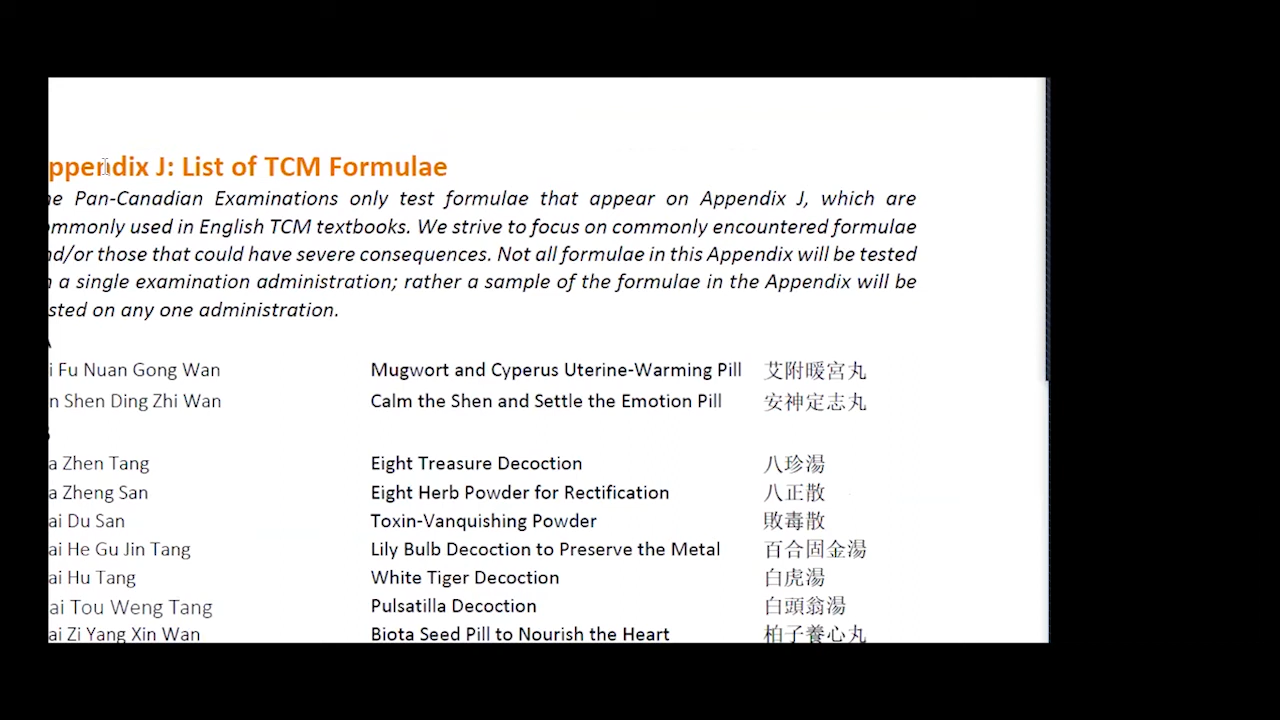 ppendix J: List of TCM Formulae
he Pan-Canadian Examinations only test formulae that appear on Appendix J, which are
ommonly used in English TCM textbooks. We strive to focus on commonly encountered formulae
nd/or those that could have severe consequences. Not all formulae in this Appendix will be tested
n a single examination administration; rather a sample of the formulae in the Appendix will be
sted on any one administration.
i Fu Nuan Gong Wan Mugwort and Cyperus Uterine-Warming Pill 艾附暖宮丸
n Shen Ding Zhi Wan Calm the Shen and Settle the Emotion Pill 安神定志丸
a Zhen Tang Eight Treasure Decoction 八珍湯
a Zheng San Eight Herb Powder for Rectification 八正散
ai Du San Toxin-Vanquishing Powder 敗毒散
ai He Gu Jin Tang Lily Bulb Decoction to Preserve the Metal 百合固金湯
ai Hu Tang White Tiger Decoction 白虎湯
ai Tou Weng Tang Pulsatilla Decoction 白頭翁湯
ai Zi Yang Xin Wan Biota Seed Pill to Nourish the Heart 柏子養心丸